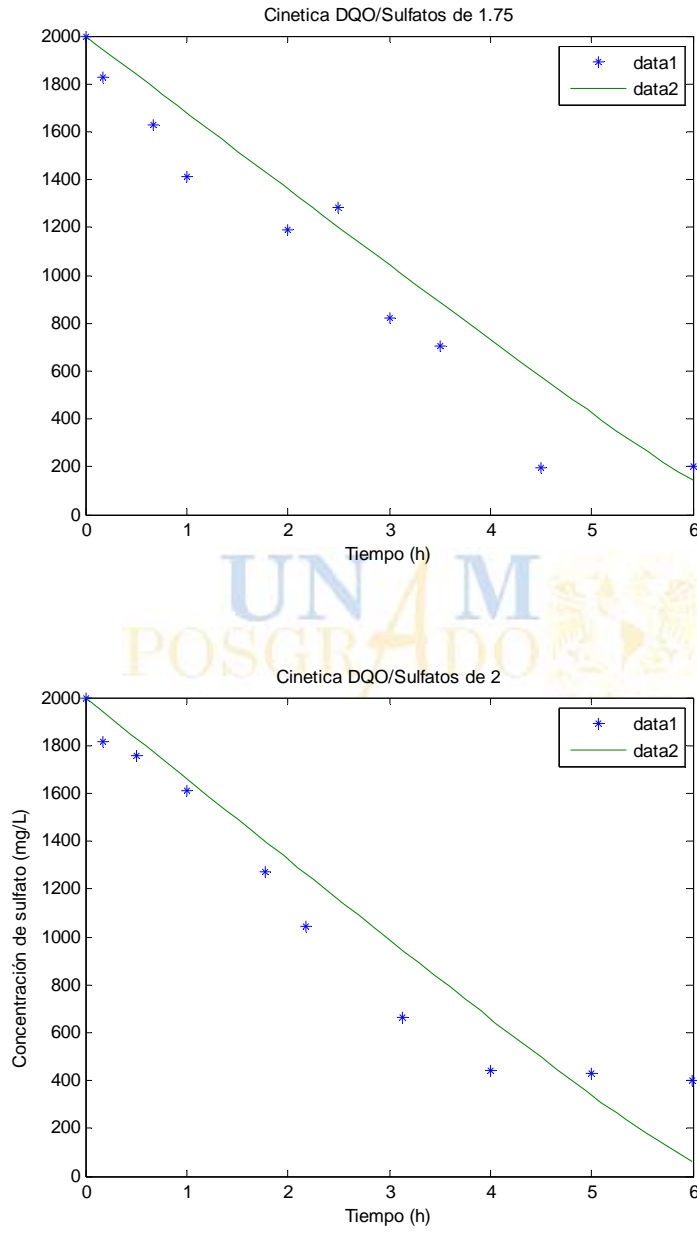 Cinetica DQO/Sulfatos de 1.75
2000
1800
1600
1400
1200
1000
800
600
400
200
0
data1
data2
0 1 2 3 4 5 6
Tiempo (h)
UNAM
POSGRADO
Cinetica DQO/Sulfatos de 2
Concentración de sulfato (mg/L)
2000
1800
1600
1400
1200
1000
800
600
400
200
0
data1
data2
0 1 2 3 4 5 6
Tiempo (h)